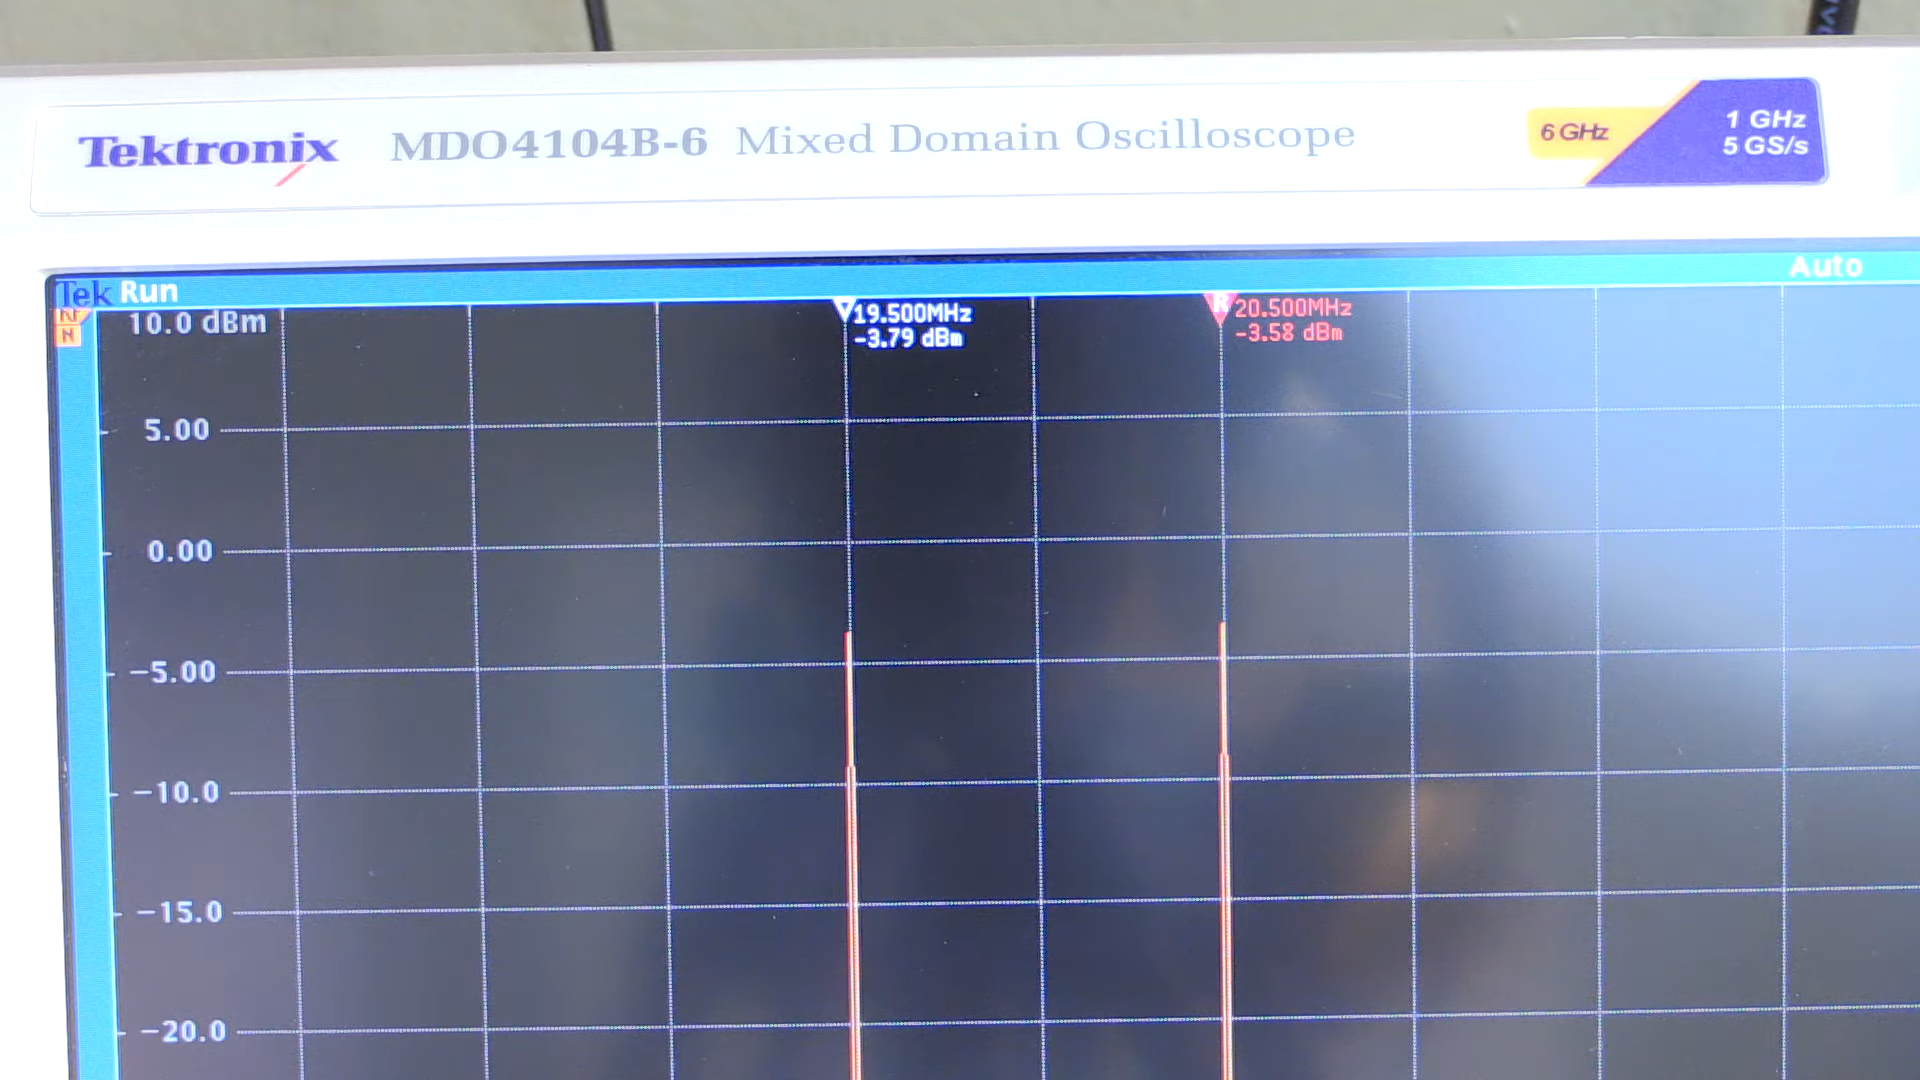 Tektronix MDO4104B-6 Mixed Domain Oscilloscope
6 GHz
1 GHz
5 GS/s
Tek Run
Auto
10.0 dBm
19.500MHz
-3.79 dBm
R 20.500MHz
-3.58 dBm
N
5.00
0.00
-5.00
-10.0
-15.0
-20.0